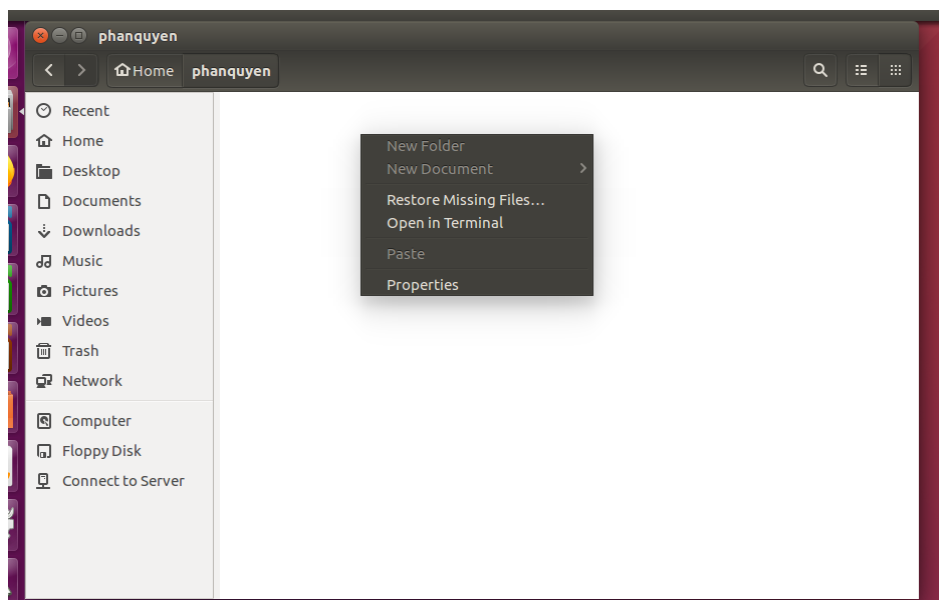 phanquyen
Home phanquyen
Recent
Home
Desktop
Documents
Downloads
Music
Pictures
Videos
Trash
Network
Computer
Floppy Disk
Connect to Server
New Folder
New Document
Restore Missing Files...
Open in Terminal
Paste
Properties